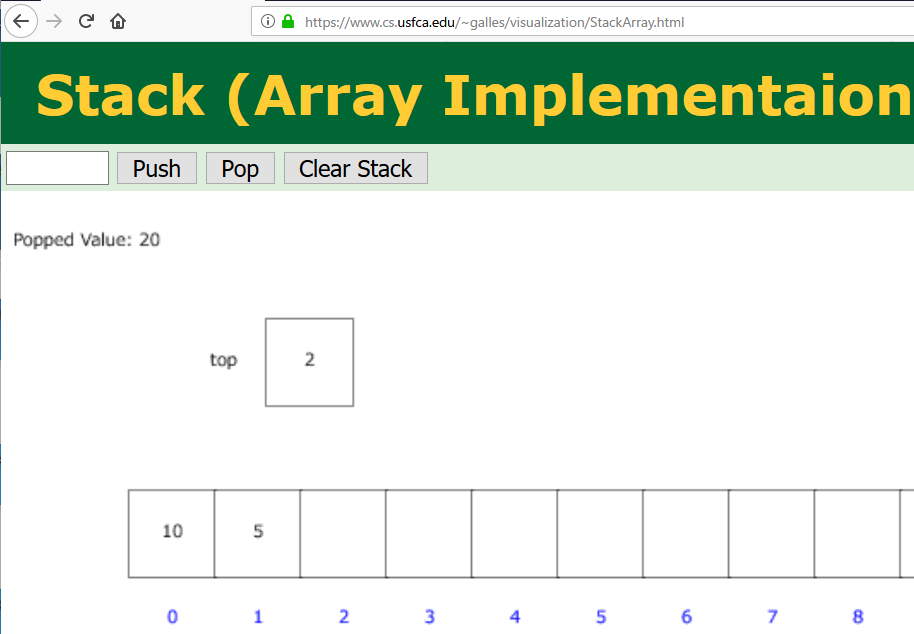 https://www.cs.usfca.edu/~galles/visualization/StackArray.html
Stack (Array Implementaion
Push Pop Clear Stack
Popped Value: 20
top 2
10 5
0 1 2 3 4 5 6 7 8